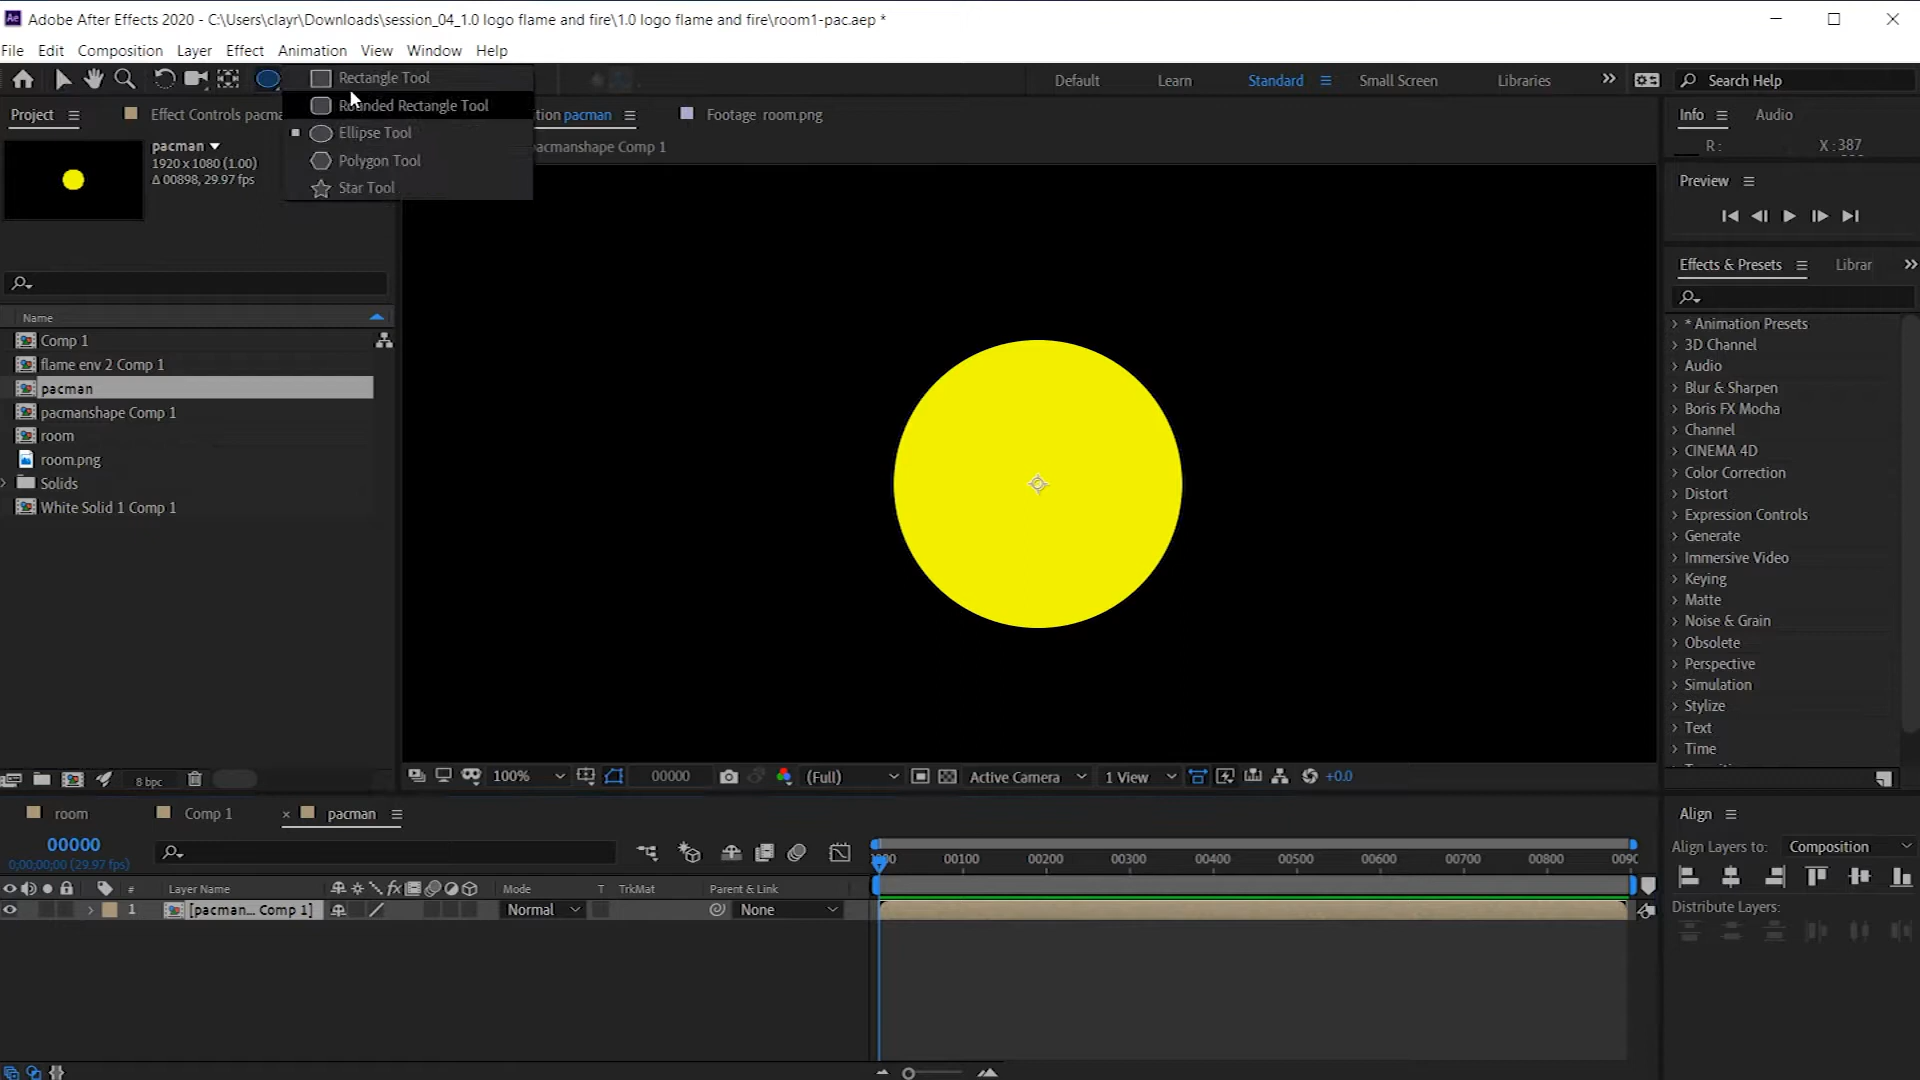 Adobe After Effects 2020 - C:\Users\clayr\Downloads\session_04_1.0 logo flame and fire\1.0 logo flame and fire\room1-pac.aep *
File Edit Composition Layer Effect Animation View Window Help
Rectangle Tool
Rounded Rectangle Tool
Ellipse Tool
Polygon Tool
Star Tool
Default Learn Standard Small Screen Libraries Search Help
Project Effect Controls pacma
tion pacman Footage room.png
acmanshape Comp 1
pacman
1920 x 1080 (1.00)
Δ 00898, 29.97 fps
Name
Comp 1
flame env 2 Comp 1
pacman
pacmanshape Comp 1
room
room.png
Solids
White Solid 1 Comp 1
8 bpc
100% 00000 (Full) Active Camera 1 View +0.0
Info Audio
R: X: 387
Preview
Effects & Presets Librar
* Animation Presets
3D Channel
Audio
Blur & Sharpen
Boris FX Mocha
Channel
CINEMA 4D
Color Correction
Distort
Expression Controls
Generate
Immersive Video
Keying
Matte
Noise & Grain
Obsolete
Perspective
Simulation
Stylize
Text
Time
room Comp 1 pacman
00000
0;00;00;00 (29.97 fps)
00100 00200 00300 00400 00500 00600 00700 00800
# Layer Name fx Mode T TrkMat Parent & Link
1 [pacman... Comp 1] Normal None
Align
Align Layers to: Composition
Distribute Layers: